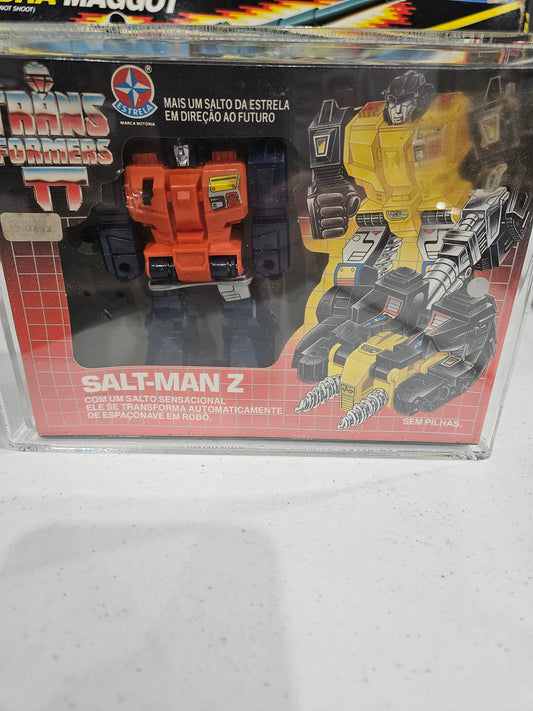 MAGGOT
NOT SHOOT)
TRANS
FORMERS
ESTRELA
MARCA NOTÓRIA
MAIS UM SALTO DA ESTRELA
EM DIREÇÃO AO FUTURO
SALT-MAN Z
COM UM SALTO SENSACIONAL
ELE SE TRANSFORMA AUTOMATICAMENTE
DE ESPAÇONAVE EM ROBÔ.
SEM PILHAS.